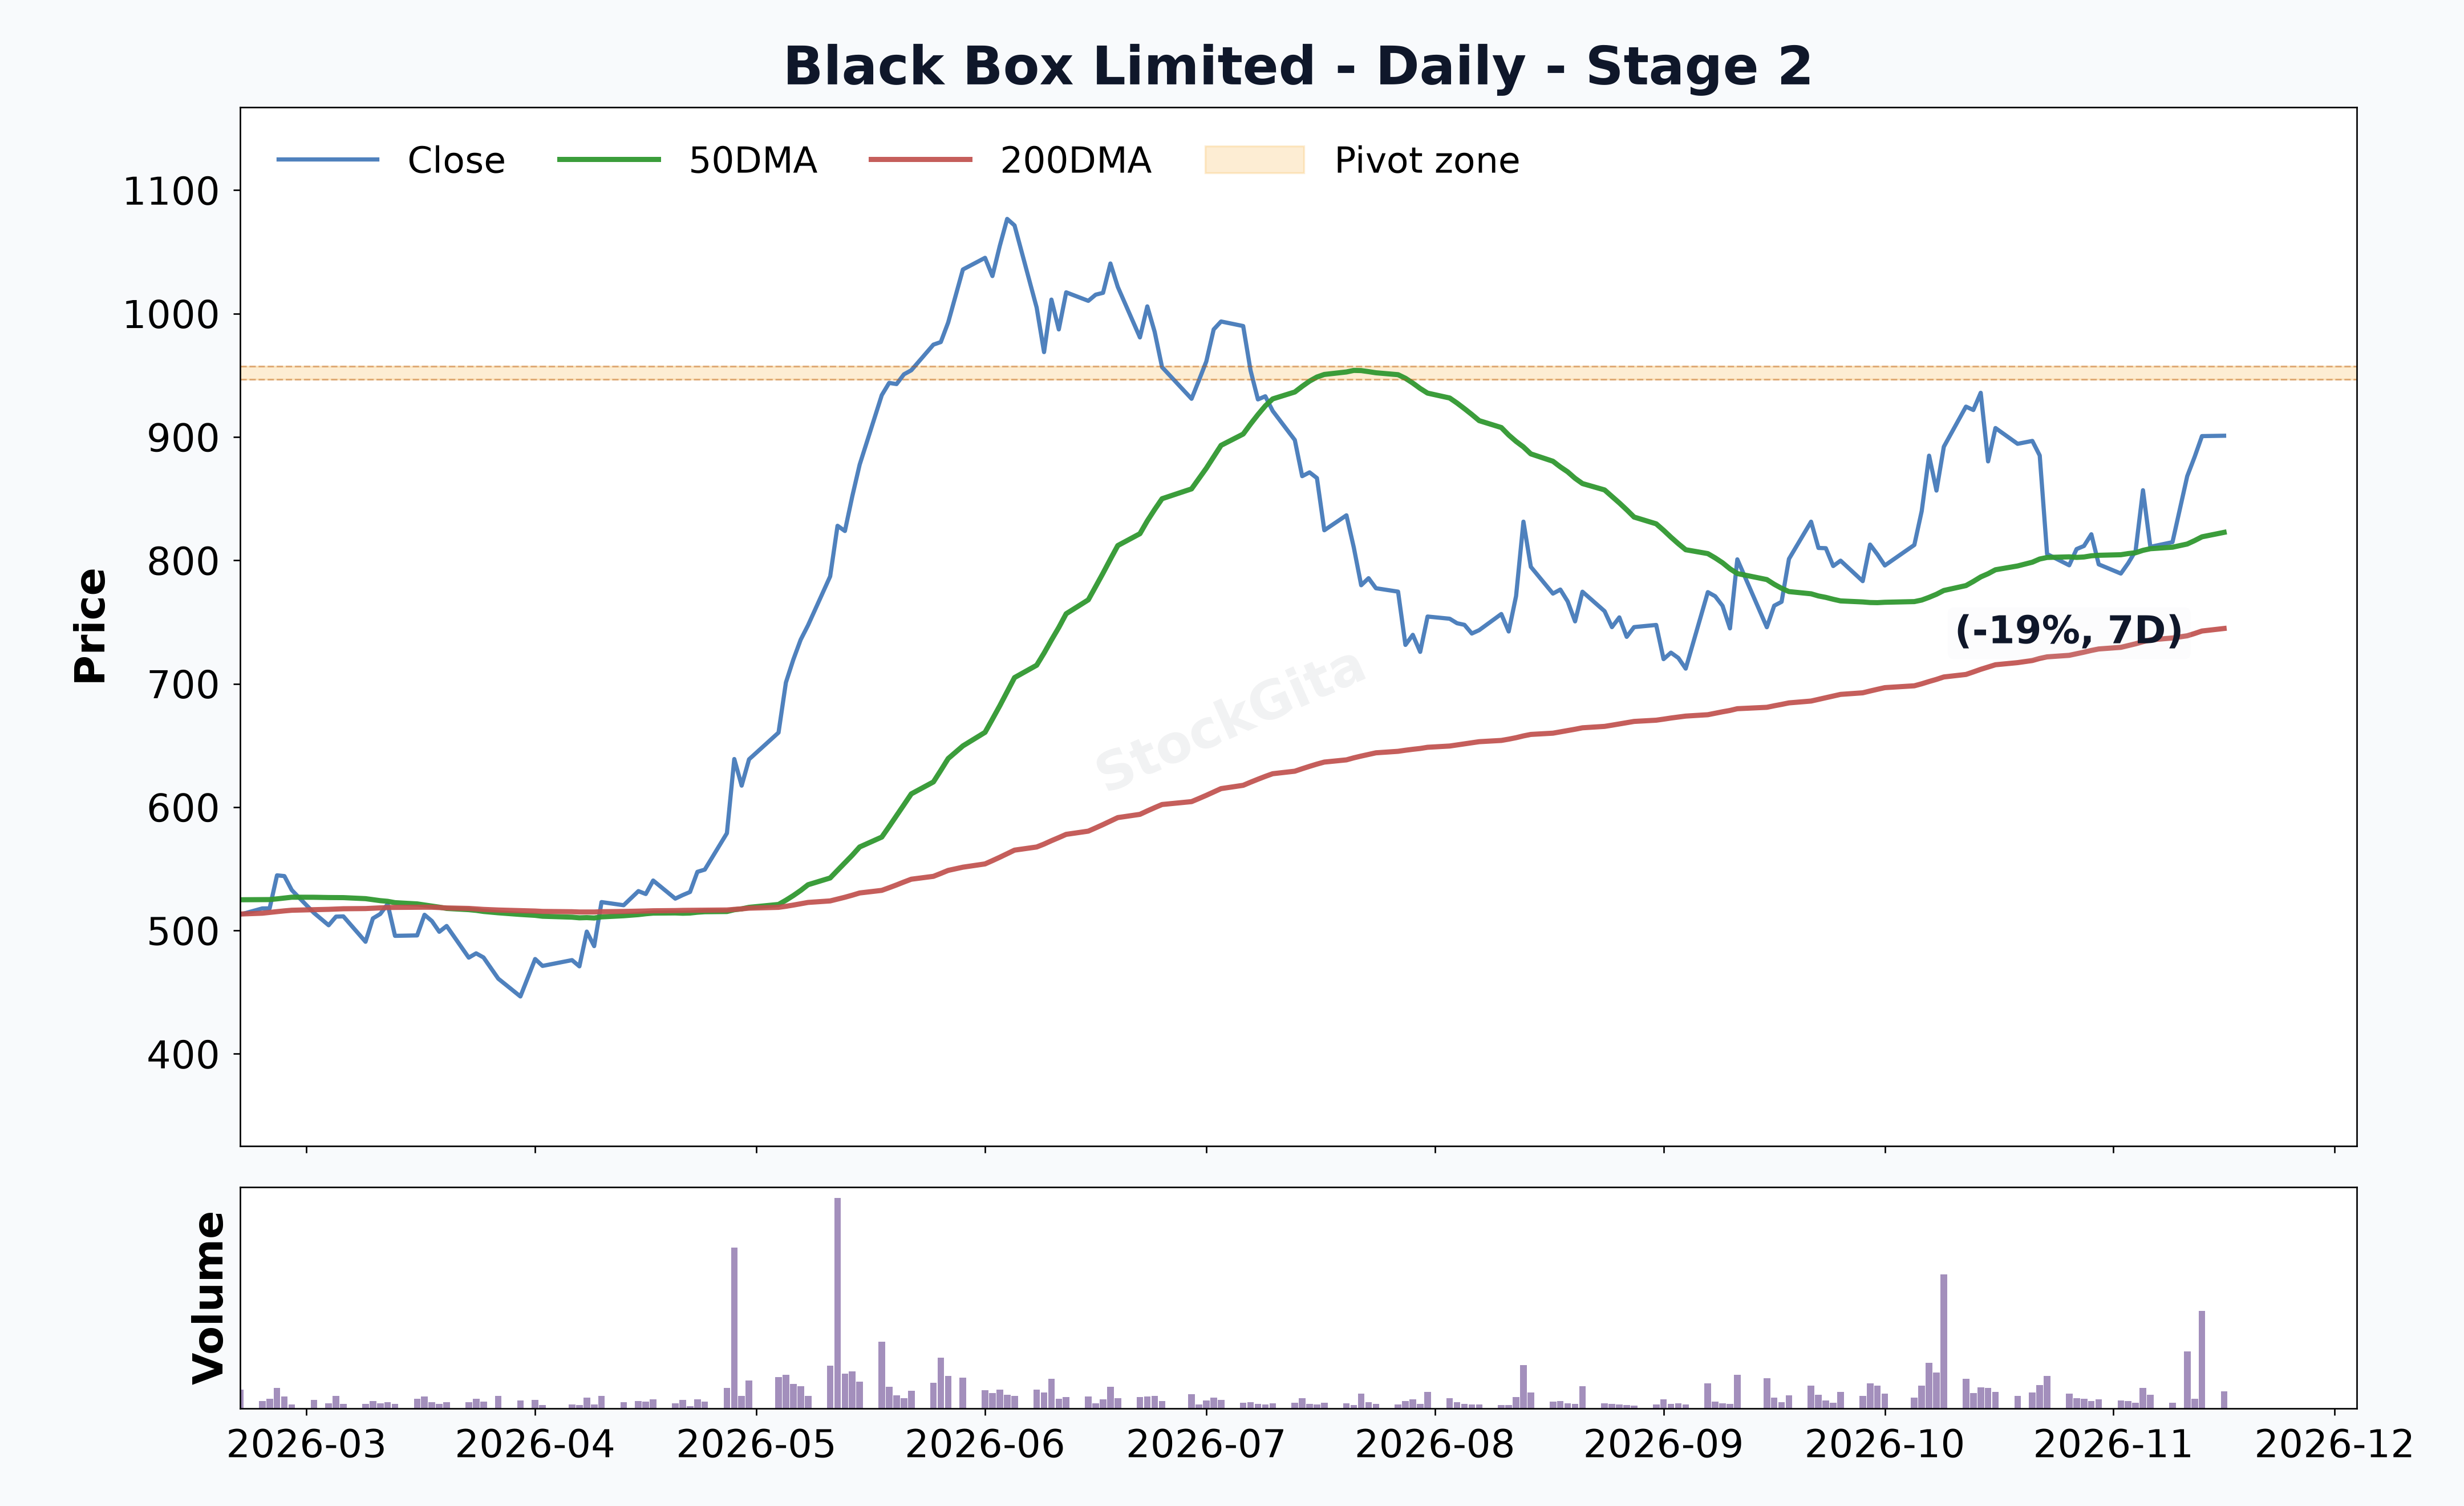 Black Box Limited - Daily - Stage 2
Close 50DMA 200DMA Pivot zone
1100
1000
900
800
700
600
500
400
Price
(-19%, 7D)
StockGita
Volume
2026-03 2026-04 2026-05 2026-06 2026-07 2026-08 2026-09 2026-10 2026-11 2026-12